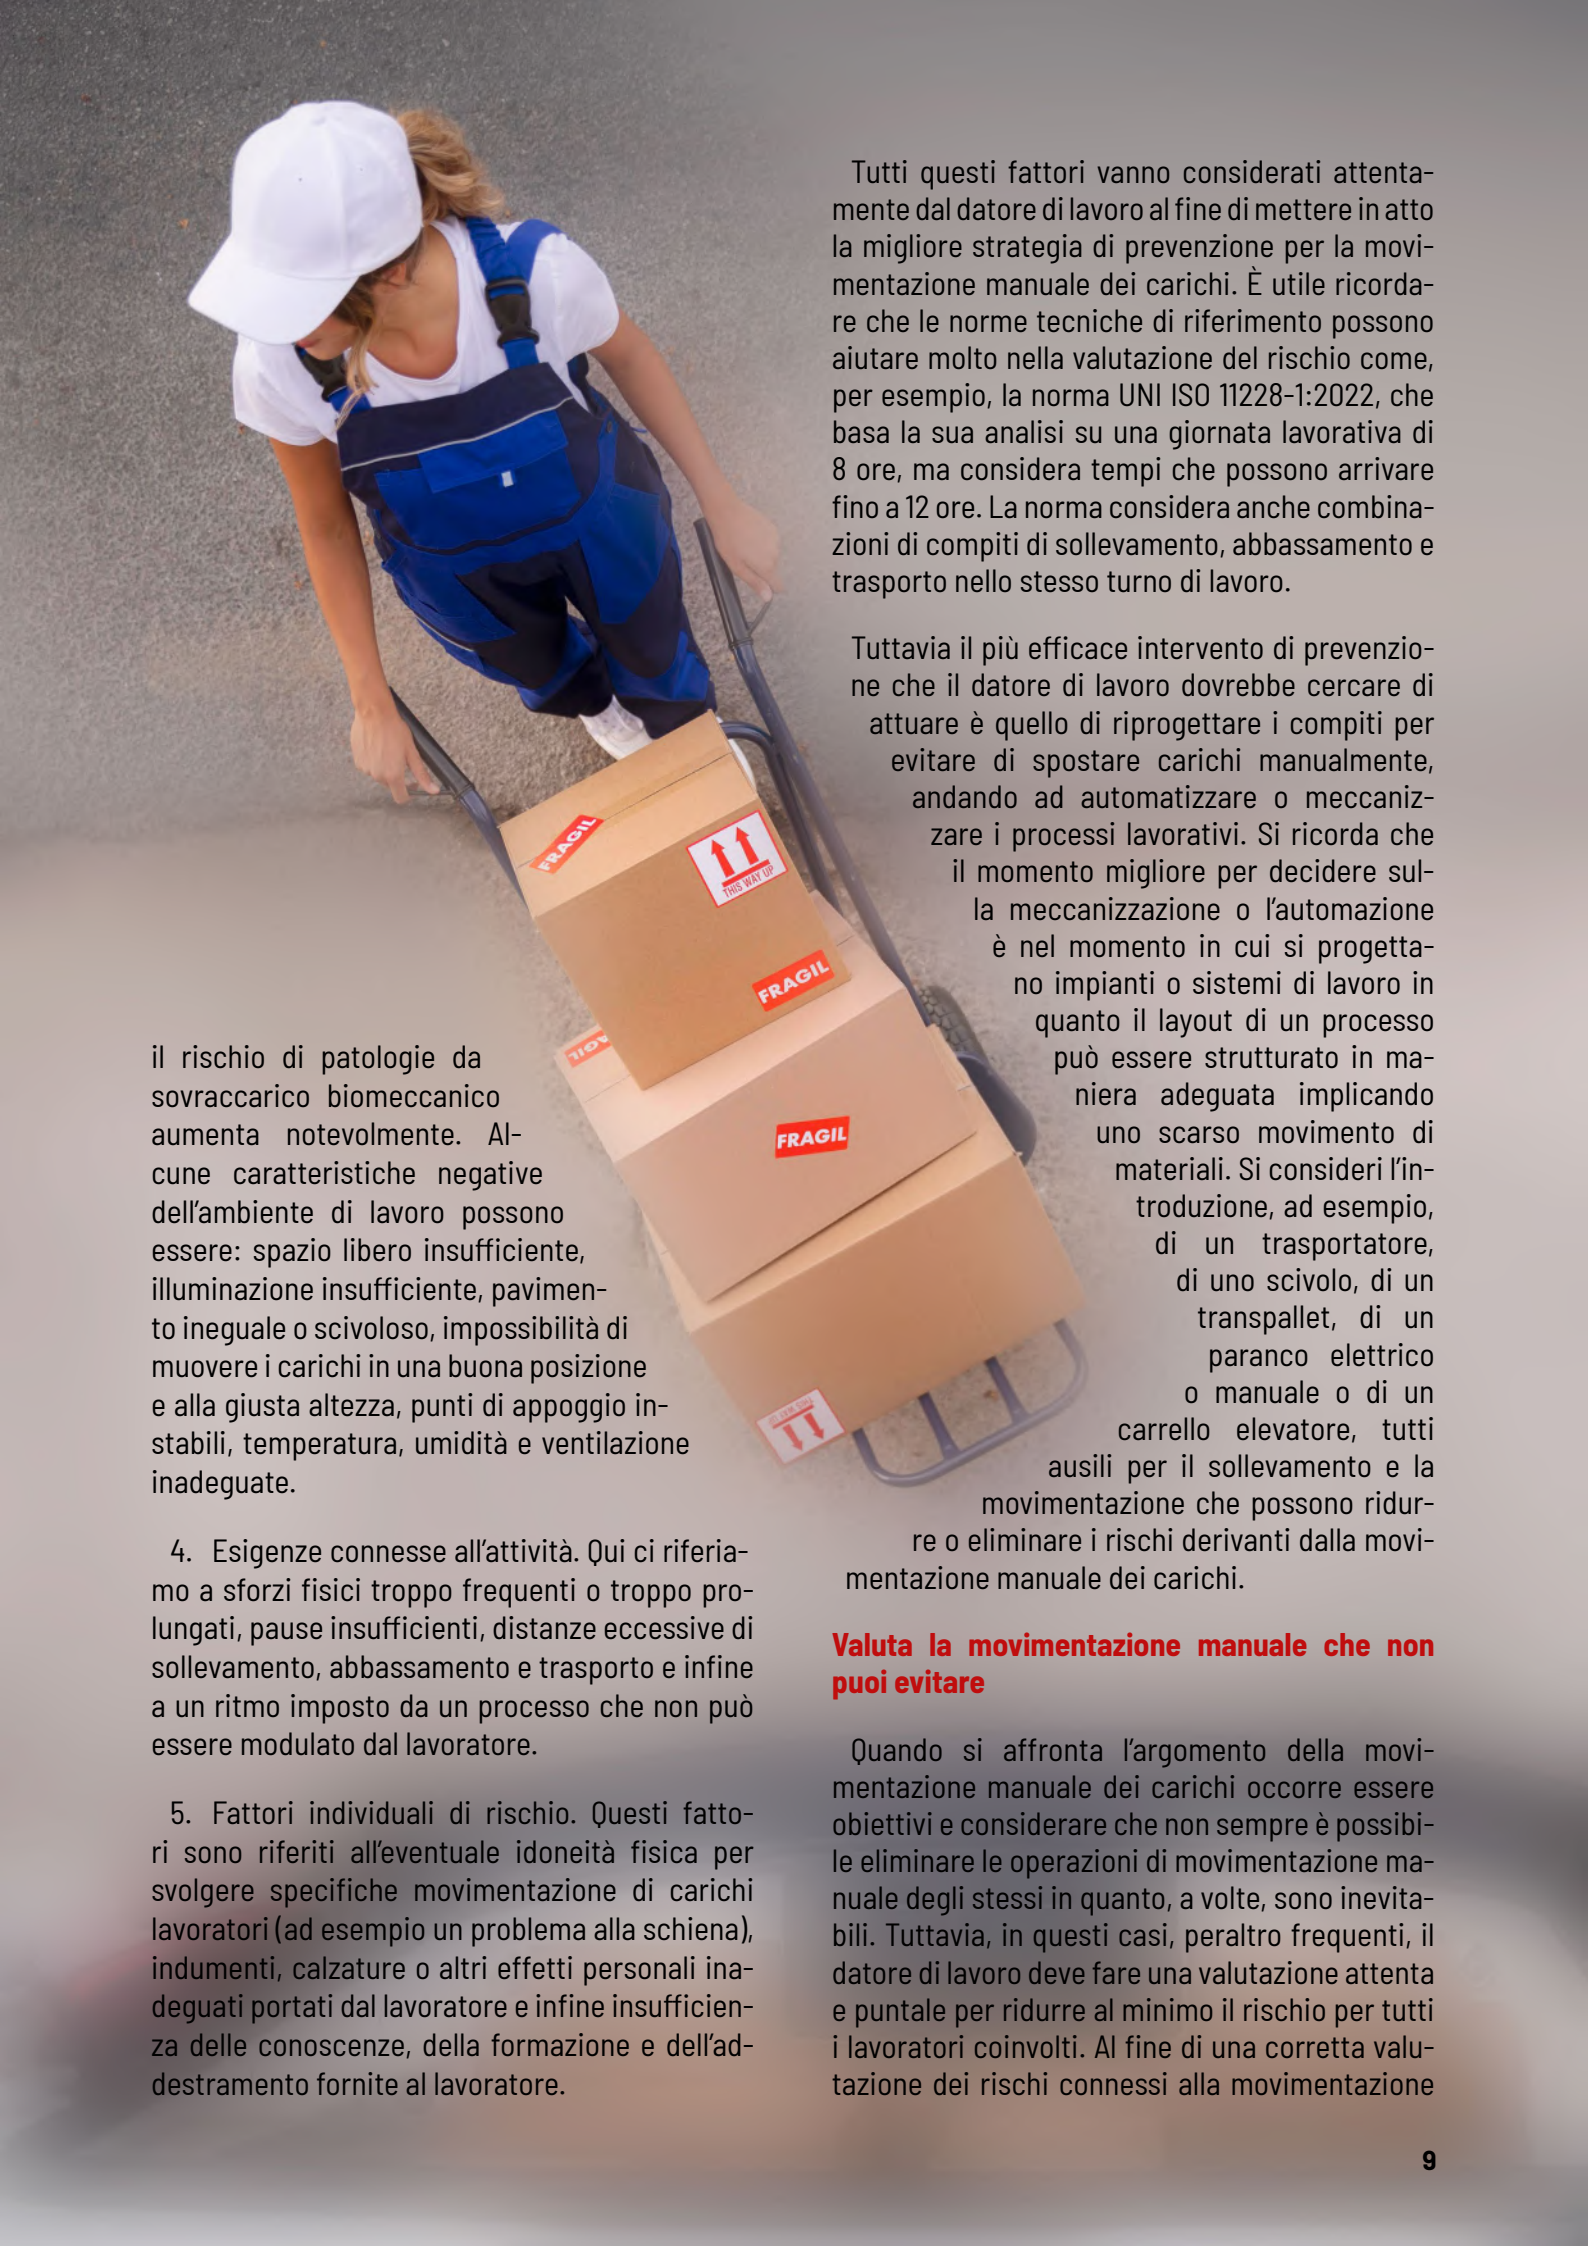 il rischio di patologie da
sovraccarico biomeccanico
aumenta notevolmente. Al-
cune caratteristiche negative
dell’ambiente di lavoro possono
essere: spazio libero insufficiente,
illuminazione insufficiente, pavimen-
to ineguale o scivoloso, impossibilità di
muovere i carichi in una buona posizione
e alla giusta altezza, punti di appoggio in-
stabili, temperatura, umidità e ventilazione
inadeguate.
4. Esigenze connesse all’attività. Qui ci riferia-
mo a sforzi fisici troppo frequenti o troppo pro-
lungati, pause insufficienti, distanze eccessive di
sollevamento, abbassamento e trasporto e infine
a un ritmo imposto da un processo che non può
essere modulato dal lavoratore.
5. Fattori individuali di rischio. Questi fatto-
ri sono riferiti all’eventuale idoneità fisica per
svolgere specifiche movimentazione di carichi
lavoratori (ad esempio un problema alla schiena),
indumenti, calzature o altri effetti personali ina-
deguati portati dal lavoratore e infine insufficien-
za delle conoscenze, della formazione e dell’ad-
destramento fornite al lavoratore.
Tutti questi fattori vanno considerati attenta-
mente dal datore di lavoro al fine di mettere in atto
la migliore strategia di prevenzione per la movi-
mentazione manuale dei carichi. È utile ricorda-
re che le norme tecniche di riferimento possono
aiutare molto nella valutazione del rischio come,
per esempio, la norma UNI ISO 11228-1:2022, che
basa la sua analisi su una giornata lavorativa di
8 ore, ma considera tempi che possono arrivare
fino a 12 ore. La norma considera anche combina-
zioni di compiti di sollevamento, abbassamento e
trasporto nello stesso turno di lavoro.
Tuttavia il più efficace intervento di prevenzio-
ne che il datore di lavoro dovrebbe cercare di
attuare è quello di riprogettare i compiti per
evitare di spostare carichi manualmente,
andando ad automatizzare o meccaniz-
zare i processi lavorativi. Si ricorda che
il momento migliore per decidere sul-
la meccanizzazione o l’automazione
è nel momento in cui si progetta-
no impianti o sistemi di lavoro in
quanto il layout di un processo
può essere strutturato in ma-
niera adeguata implicando
uno scarso movimento di
materiali. Si consideri l’in-
troduzione, ad esempio,
di un trasportatore,
di uno scivolo, di un
transpallet, di un
paranco elettrico
o manuale o di un
carrello elevatore, tutti
ausili per il sollevamento e la
movimentazione che possono ridur-
re o eliminare i rischi derivanti dalla movi-
mentazione manuale dei carichi.
Valuta la movimentazione manuale che non
puoi evitare
Quando si affronta l’argomento della movi-
mentazione manuale dei carichi occorre essere
obiettivi e considerare che non sempre è possibi-
le eliminare le operazioni di movimentazione ma-
nuale degli stessi in quanto, a volte, sono inevita-
bili. Tuttavia, in questi casi, peraltro frequenti, il
datore di lavoro deve fare una valutazione attenta
e puntale per ridurre al minimo il rischio per tutti
i lavoratori coinvolti. Al fine di una corretta valu-
tazione dei rischi connessi alla movimentazione
9
FRAGIL
THIS WAY UP
FRAGIL
FRAGIL
THIS WAY UP